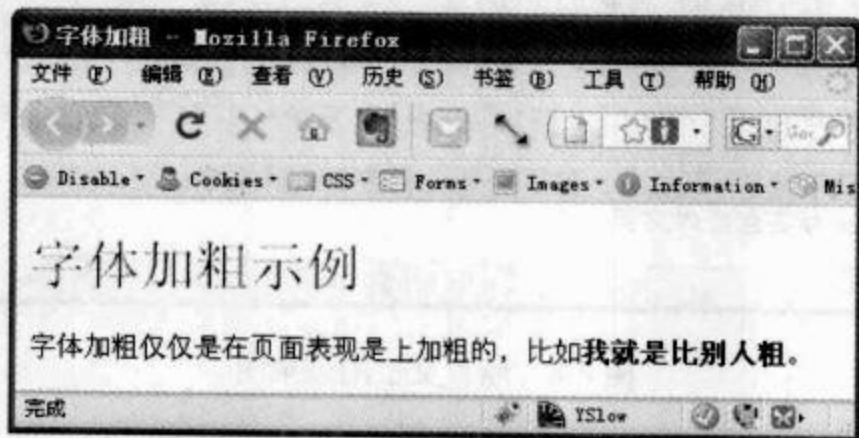 字体加粗 - Mozilla Firefox
文件 (F) 编辑 (E) 查看 (V) 历史 (S) 书签 (B) 工具 (T) 帮助 (H)
G Goo
Disable Cookies CSS Forms Images Information Mis
字体加粗示例
字体加粗仅仅是在页面表现是上加粗的，比如我就是比别人粗。
完成 YSlow